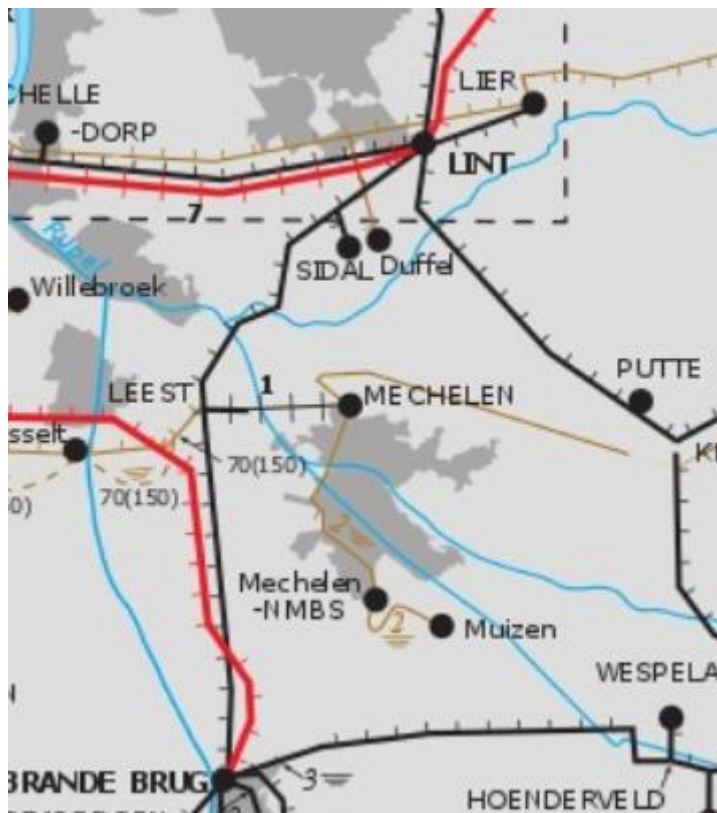 LIER
CHELLE
-DORP
LINT
7
Rupel
SIDAL
Duffel
Willebroek
PUTTE
LEEST
1
MECHELEN
sselt
70(150)
70(150)
0)
2
Mechelen
-NMBS
2
Muizen
WESPELA
BRANDE BRUG
3
HOENDERVELD